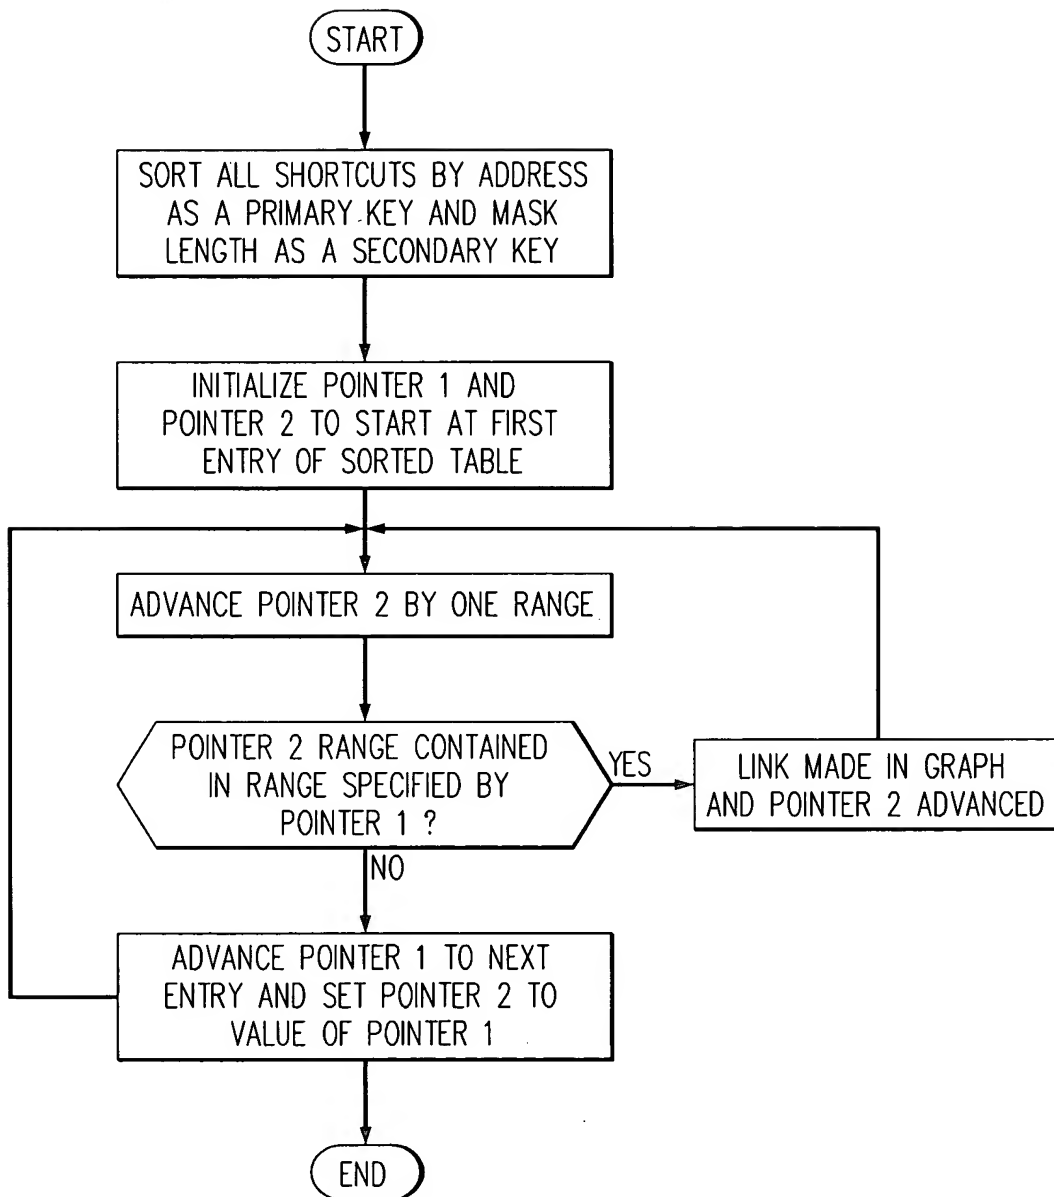 START
SORT ALL SHORTCUTS BY ADDRESS
AS A PRIMARY KEY AND MASK
LENGTH AS A SECONDARY KEY
INITIALIZE POINTER 1 AND
POINTER 2 TO START AT FIRST
ENTRY OF SORTED TABLE
ADVANCE POINTER 2 BY ONE RANGE
POINTER 2 RANGE CONTAINED
IN RANGE SPECIFIED BY
POINTER 1 ?
YES
LINK MADE IN GRAPH
AND POINTER 2 ADVANCED
NO
ADVANCE POINTER 1 TO NEXT
ENTRY AND SET POINTER 2 TO
VALUE OF POINTER 1
END